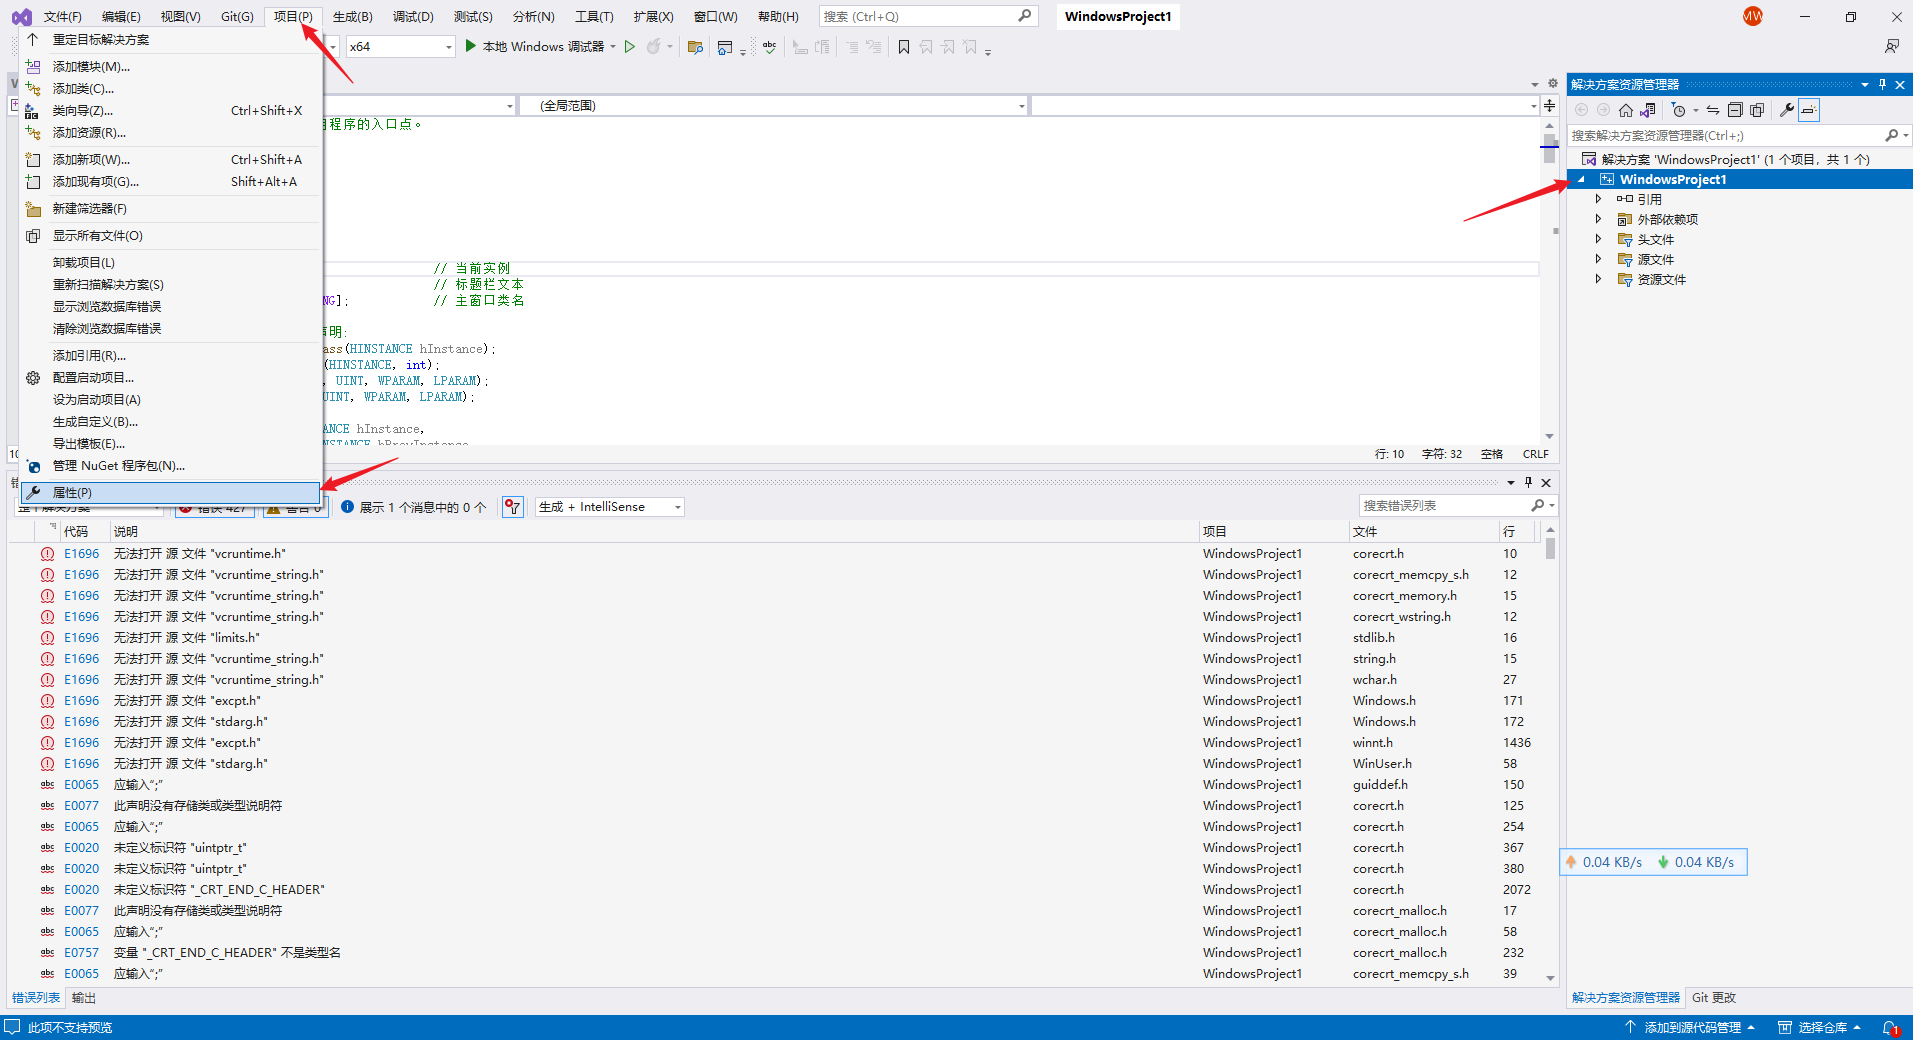 文件(F) 编辑(E) 视图(V) Git(G) 项目(P) 生成(B) 调试(D) 测试(S) 分析(N) 工具(T) 扩展(X) 窗口(W) 帮助(H) 搜索 (Ctrl+Q) WindowsProject1 MW
x64 本地 Windows 调试器
重定目标解决方案
添加模块(M)...
添加类(C)...
类向导(Z)... Ctrl+Shift+X
添加资源(R)...
添加新项(W)... Ctrl+Shift+A
添加现有项(G)... Shift+Alt+A
新建筛选器(F)
显示所有文件(O)
卸载项目(L)
重新扫描解决方案(S)
显示浏览数据库错误
清除浏览数据库错误
添加引用(R)...
配置启动项目...
设为启动项目(A)
生成自定义(B)...
导出模板(E)...
管理 NuGet 程序包(N)...
属性(P)
(全局范围)
程序的入口点。
// 当前实例
// 标题栏文本
NG]; // 主窗口类名
明:
ass(HINSTANCE hInstance);
(HINSTANCE, int);
, UINT, WPARAM, LPARAM);
UINT, WPARAM, LPARAM);
ANCE hInstance,
NSTANCE hPrevInstance
行: 10 字符: 32 空格 CRLF
解决方案资源管理器
搜索解决方案资源管理器(Ctrl+;)
解决方案 'WindowsProject1' (1 个项目，共 1 个)
WindowsProject1
引用
外部依赖项
头文件
源文件
资源文件
整个解决方案 错误 427 警告 0 展示 1 个消息中的 0 个 生成 + IntelliSense 搜索错误列表
代码 说明 项目 文件 行
E1696 无法打开 源 文件 "vcruntime.h" WindowsProject1 corecrt.h 10
E1696 无法打开 源 文件 "vcruntime_string.h" WindowsProject1 corecrt_memcpy_s.h 12
E1696 无法打开 源 文件 "vcruntime_string.h" WindowsProject1 corecrt_memory.h 15
E1696 无法打开 源 文件 "vcruntime_string.h" WindowsProject1 corecrt_wstring.h 12
E1696 无法打开 源 文件 "limits.h" WindowsProject1 stdlib.h 16
E1696 无法打开 源 文件 "vcruntime_string.h" WindowsProject1 string.h 15
E1696 无法打开 源 文件 "vcruntime_string.h" WindowsProject1 wchar.h 27
E1696 无法打开 源 文件 "excpt.h" WindowsProject1 Windows.h 171
E1696 无法打开 源 文件 "stdarg.h" WindowsProject1 Windows.h 172
E1696 无法打开 源 文件 "excpt.h" WindowsProject1 winnt.h 1436
E1696 无法打开 源 文件 "stdarg.h" WindowsProject1 WinUser.h 58
abc E0065 应输入“;” WindowsProject1 guiddef.h 150
abc E0077 此声明没有存储类或类型说明符 WindowsProject1 corecrt.h 125
abc E0065 应输入“;” WindowsProject1 corecrt.h 254
abc E0020 未定义标识符 "uintptr_t" WindowsProject1 corecrt.h 367
abc E0020 未定义标识符 "uintptr_t" WindowsProject1 corecrt.h 380
abc E0020 未定义标识符 "_CRT_END_C_HEADER" WindowsProject1 corecrt.h 2072
abc E0077 此声明没有存储类或类型说明符 WindowsProject1 corecrt_malloc.h 17
abc E0065 应输入“;” WindowsProject1 corecrt_malloc.h 58
abc E0757 变量 "_CRT_END_C_HEADER" 不是类型名 WindowsProject1 corecrt_malloc.h 232
abc E0065 应输入“;” WindowsProject1 corecrt_memcpy_s.h 39
0.04 KB/s 0.04 KB/s
错误列表 输出
解决方案资源管理器 Git 更改
此项不支持预览 添加到源代码管理 选择仓库 1